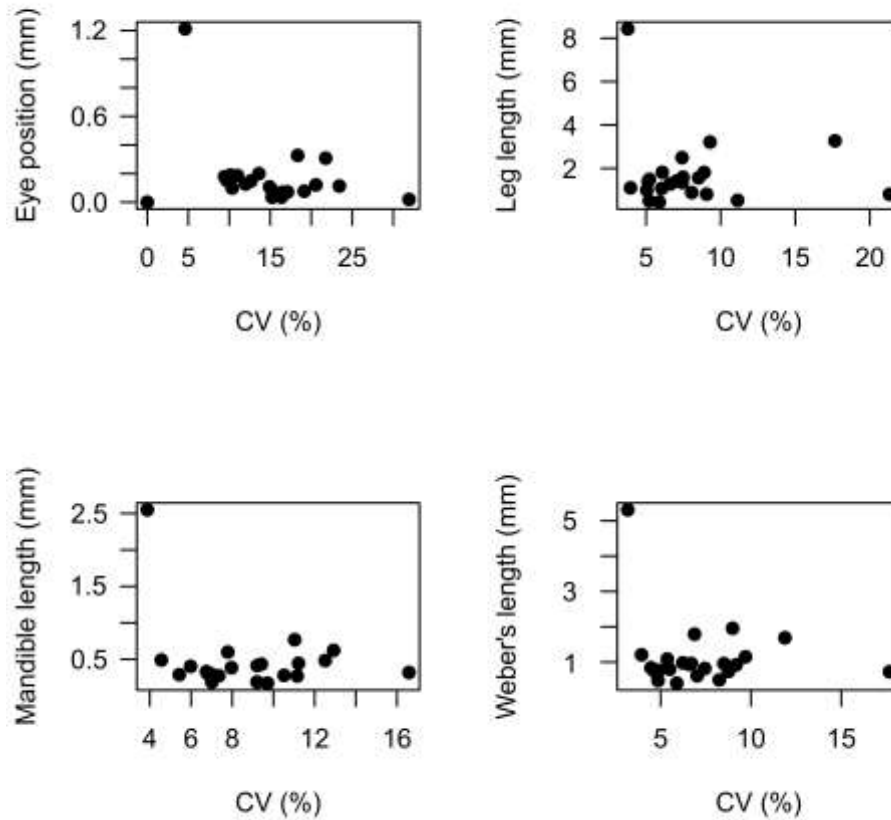 Eye position (mm)
1.2
0.6
0.0
0 5 15 25
CV (%)
Leg length (mm)
8
6
4
2
5 10 15 20
CV (%)
Mandible length (mm)
2.5
1.5
0.5
4 6 8 12 16
CV (%)
Weber's length (mm)
5
3
1
5 10 15
CV (%)